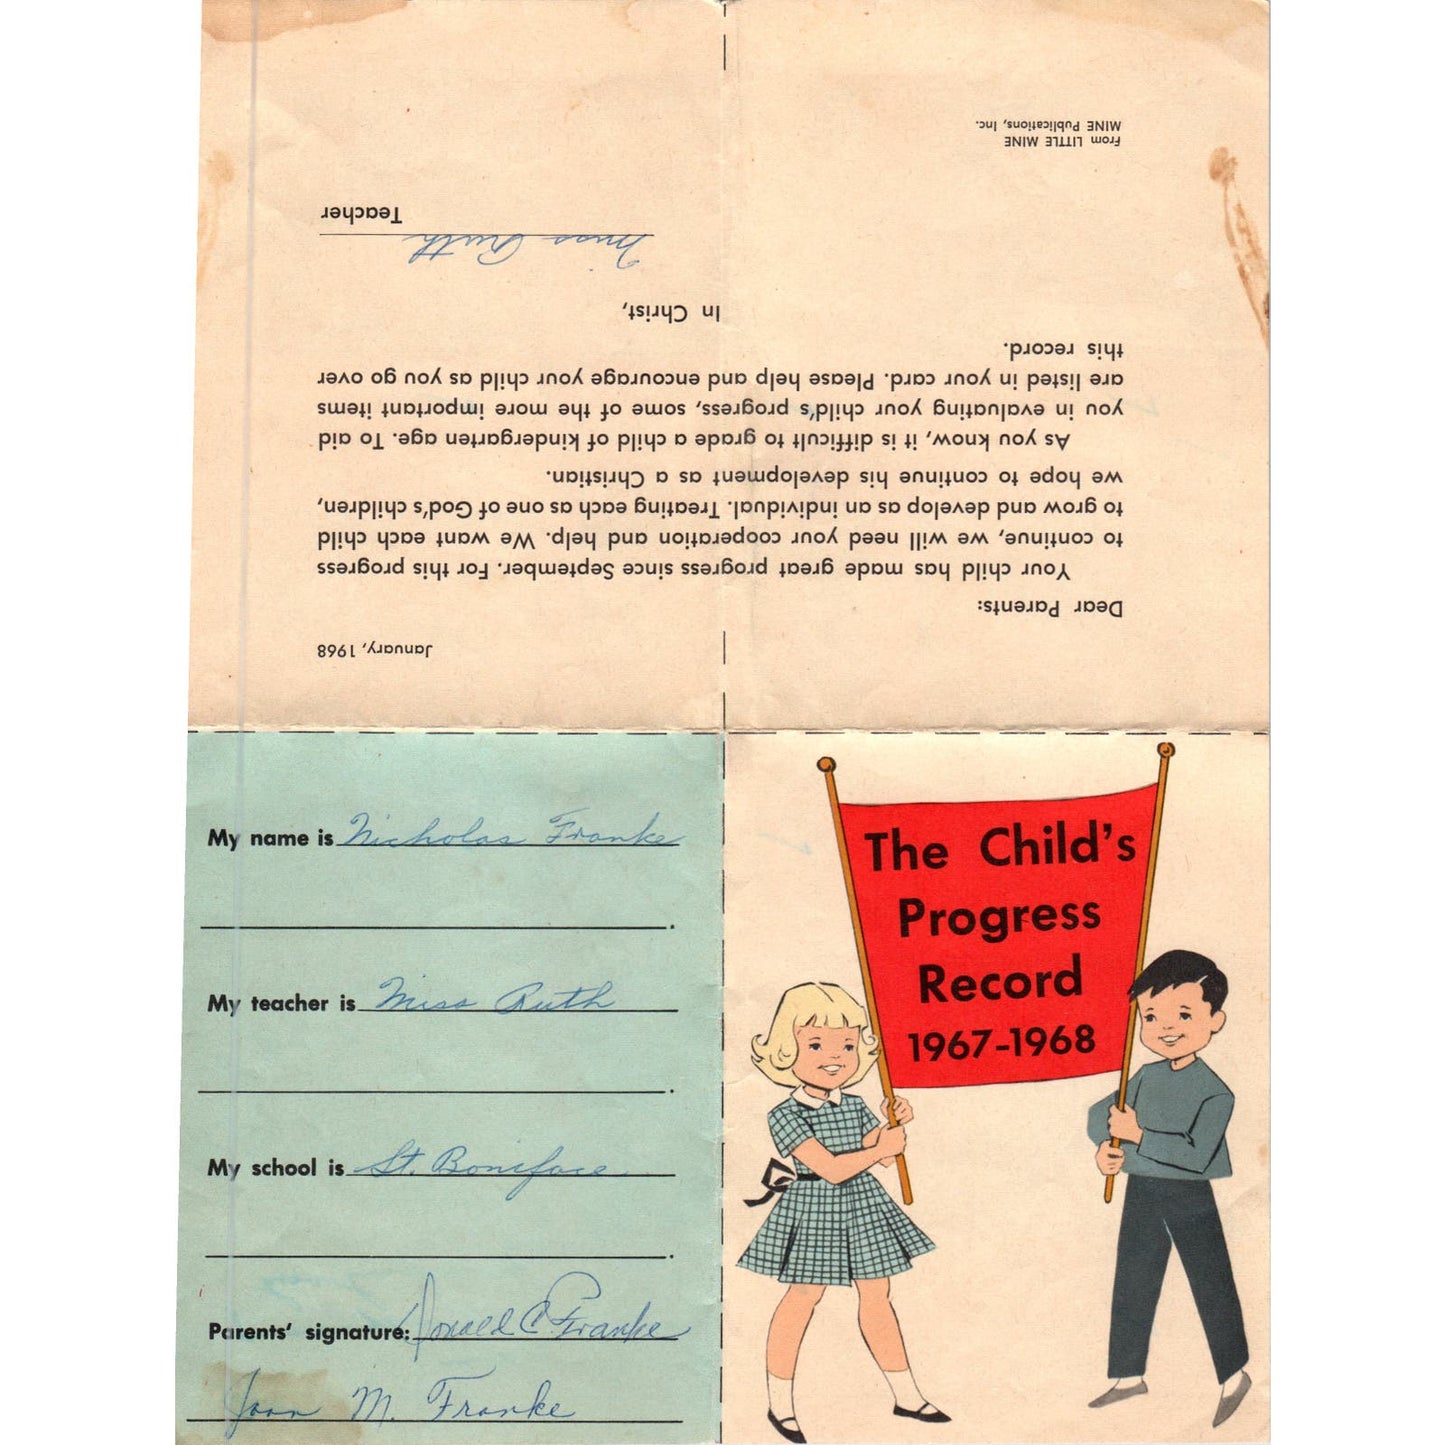 January, 1968
Dear Parents:
Your child has made great progress since September. For this progress
to continue, we will need your cooperation and help. We want each child
to grow and develop as an individual. Treating each as one of God's children,
we hope to continue his development as a Christian.
As you know, it is difficult to grade a child of kindergarten age. To aid
you in evaluating your child's progress, some of the more important items
are listed in your card. Please help and encourage your child as you go over
this record.
In Christ,
Miss Ruth
Teacher
From LITTLE MINE
MINE Publications, Inc.
My name is Nicholas Franke
.
My teacher is Miss Ruth
.
My school is St. Boniface
.
Parents' signature: Donald C Franke
Joan M. Franke
The Child's
Progress
Record
1967-1968